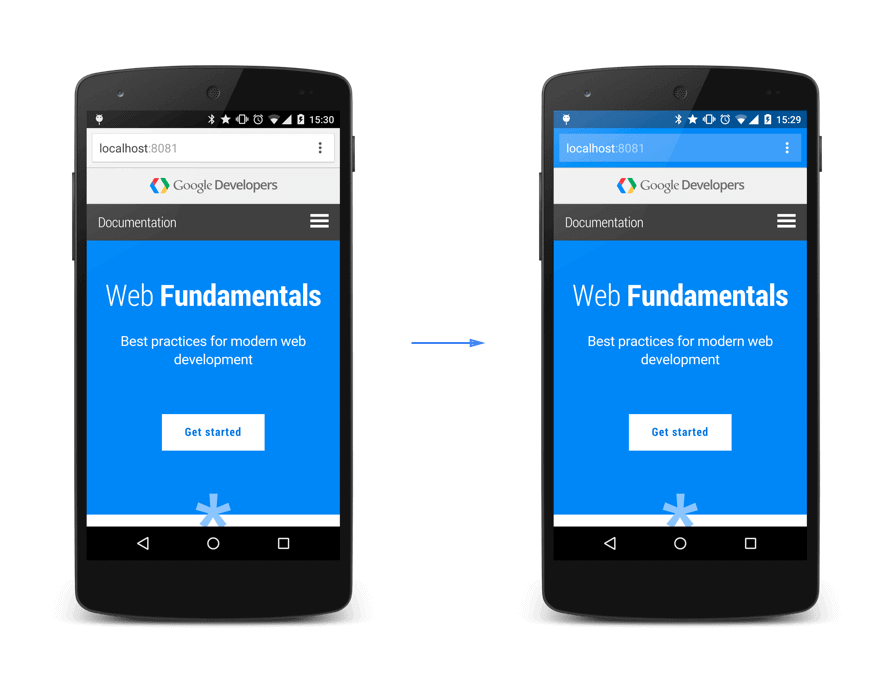 15:30
localhost:8081
Google Developers
Documentation
Web Fundamentals
Best practices for modern web
development
Get started
*
15:29
localhost:8081
Google Developers
Documentation
Web Fundamentals
Best practices for modern web
development
Get started
*